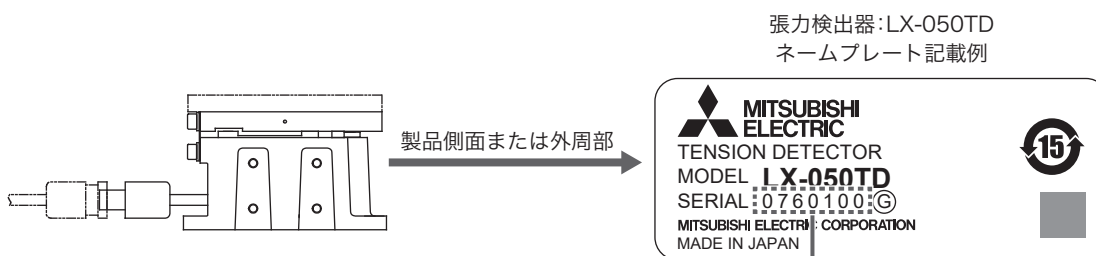 張力検出器:LX-050TD
ネームプレート記載例
製品側面または外周部
MITSUBISHI
ELECTRIC
15
TENSION DETECTOR
MODEL LX-050TD
SERIAL 0760100 G
MITSUBISHI ELECTRIC CORPORATION
MADE IN JAPAN